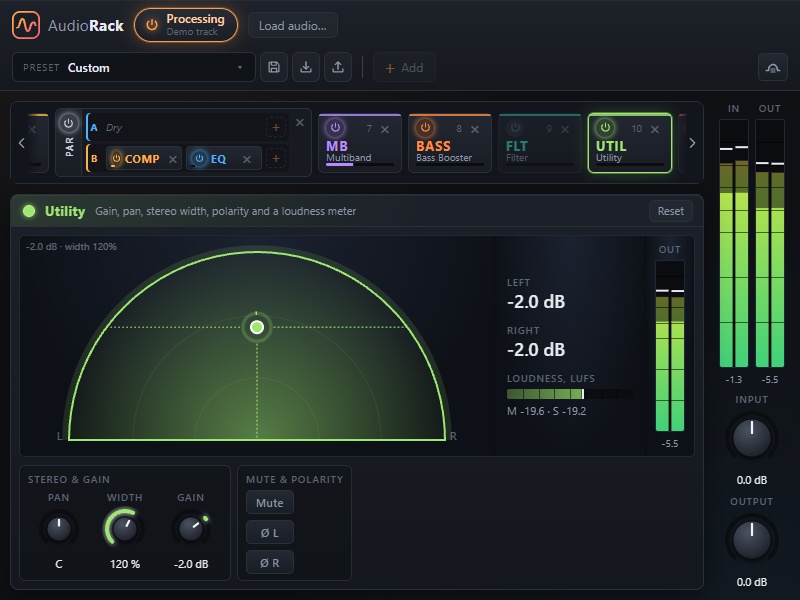 AudioRack
Processing
Demo track
Load audio...
PRESET Custom
+ Add
IN OUT
PAR
A Dry +
B COMP EQ +
7
MB
Multiband
8
BASS
Bass Booster
9
FLT
Filter
10
UTIL
Utility
Utility Gain, pan, stereo width, polarity and a loudness meter
Reset
-2.0 dB · width 120%
L
R
LEFT
-2.0 dB
RIGHT
-2.0 dB
LOUDNESS, LUFS
M -19.6 · S -19.2
OUT
-5.5
-1.3 -5.5
INPUT
0.0 dB
OUTPUT
0.0 dB
STEREO & GAIN
PAN WIDTH GAIN
C 120 % -2.0 dB
MUTE & POLARITY
Mute
Ø L
Ø R